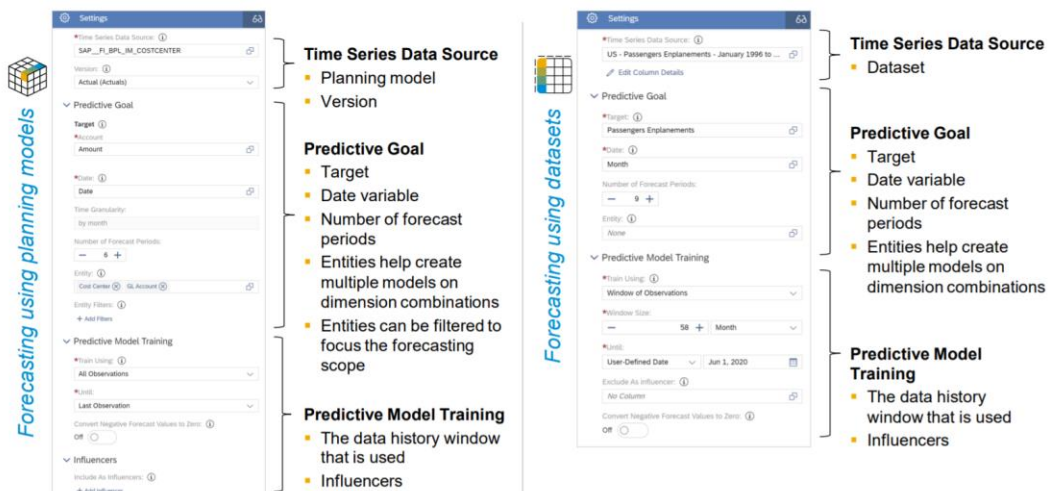 Forecasting using planning models
Settings
*Time Series Data Source:
SAP__FI_BPL_IM_COSTCENTER
Version:
Actual (Actuals)
Predictive Goal
Target
*Account
Amount
*Date:
Date
Time Granularity:
by month
Number of Forecast Periods:
— 6 +
Entity:
Cost Center GL Account
Entity Filters:
+ Add Filters
Predictive Model Training
*Train Using:
All Observations
*Until:
Last Observation
Convert Negative Forecast Values to Zero:
Off
Influencers
Include As Influencers:
+ Add Influencers
Time Series Data Source
▪ Planning model
▪ Version
Predictive Goal
▪ Target
▪ Date variable
▪ Number of forecast
periods
▪ Entities help create
multiple models on
dimension combinations
▪ Entities can be filtered to
focus the forecasting
scope
Predictive Model Training
▪ The data history window
that is used
▪ Influencers
Forecasting using datasets
Settings
*Time Series Data Source:
US - Passengers Enplanements - January 1996 to ...
Edit Column Details
Predictive Goal
*Target:
Passengers Enplanements
*Date:
Month
Number of Forecast Periods:
— 9 +
Entity:
None
Predictive Model Training
*Train Using:
Window of Observations
*Window Size:
— 58 + Month
*Until:
User-Defined Date Jun 1, 2020
Exclude As Influencer:
No Column
Convert Negative Forecast Values to Zero:
Off
Time Series Data Source
▪ Dataset
Predictive Goal
▪ Target
▪ Date variable
▪ Number of forecast
periods
▪ Entities help create
multiple models on
dimension combinations
Predictive Model
Training
▪ The data history
window that is used
▪ Influencers